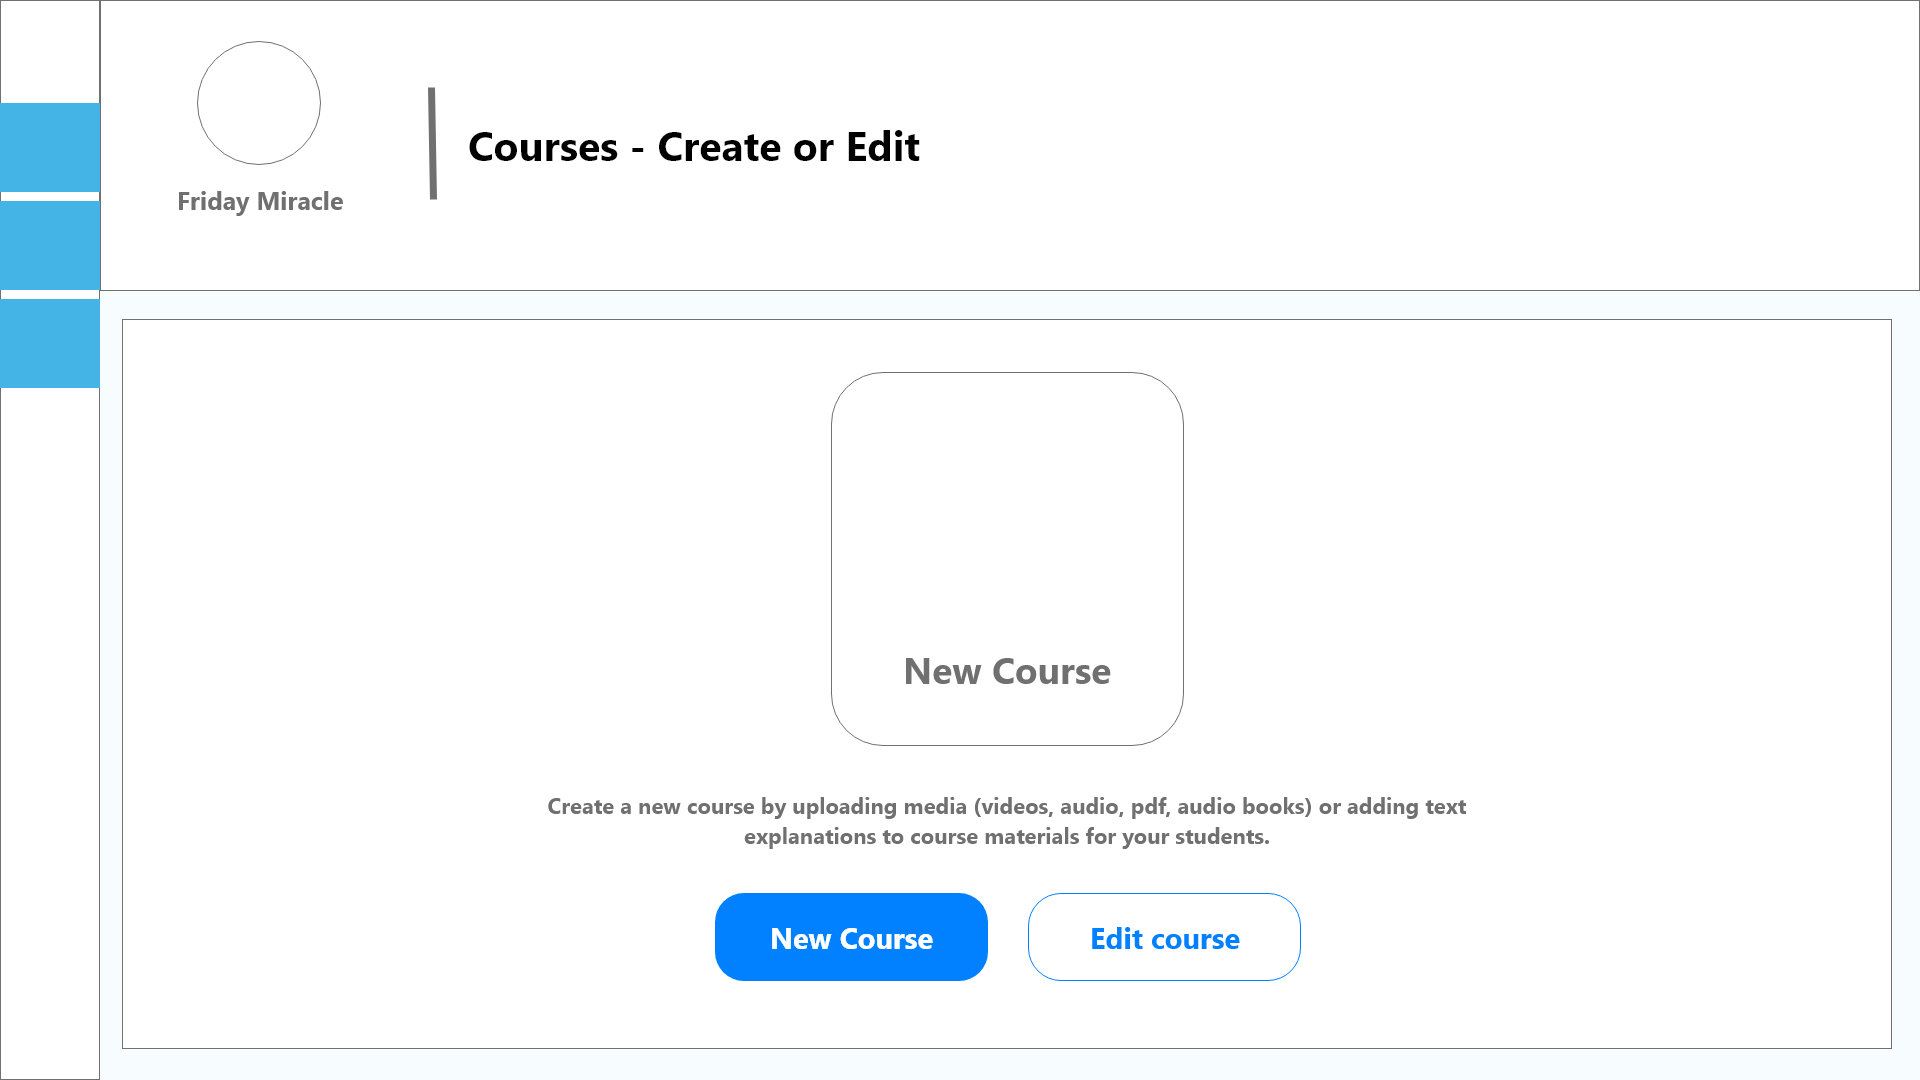 Courses - Create or Edit
Friday Miracle
New Course
Create a new course by uploading media (videos, audio, pdf, audio books) or adding text
explanations to course materials for your students.
New Course
Edit course